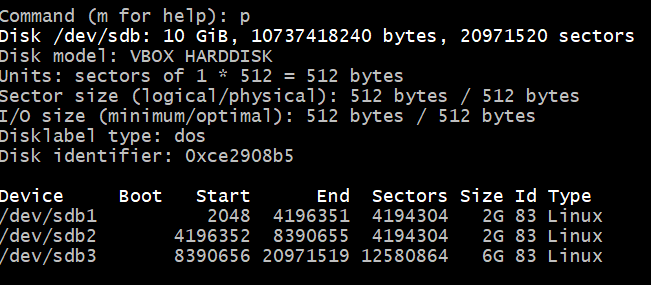 Command (m for help): p
Disk /dev/sdb: 10 GiB, 10737418240 bytes, 20971520 sectors
Disk model: VBOX HARDDISK
Units: sectors of 1 * 512 = 512 bytes
Sector size (logical/physical): 512 bytes / 512 bytes
I/O size (minimum/optimal): 512 bytes / 512 bytes
Disklabel type: dos
Disk identifier: 0xce2908b5
Device     Boot   Start      End  Sectors Size Id Type
/dev/sdb1          2048  4196351  4194304   2G 83 Linux
/dev/sdb2       4196352  8390655  4194304   2G 83 Linux
/dev/sdb3       8390656 20971519 12580864   6G 83 Linux